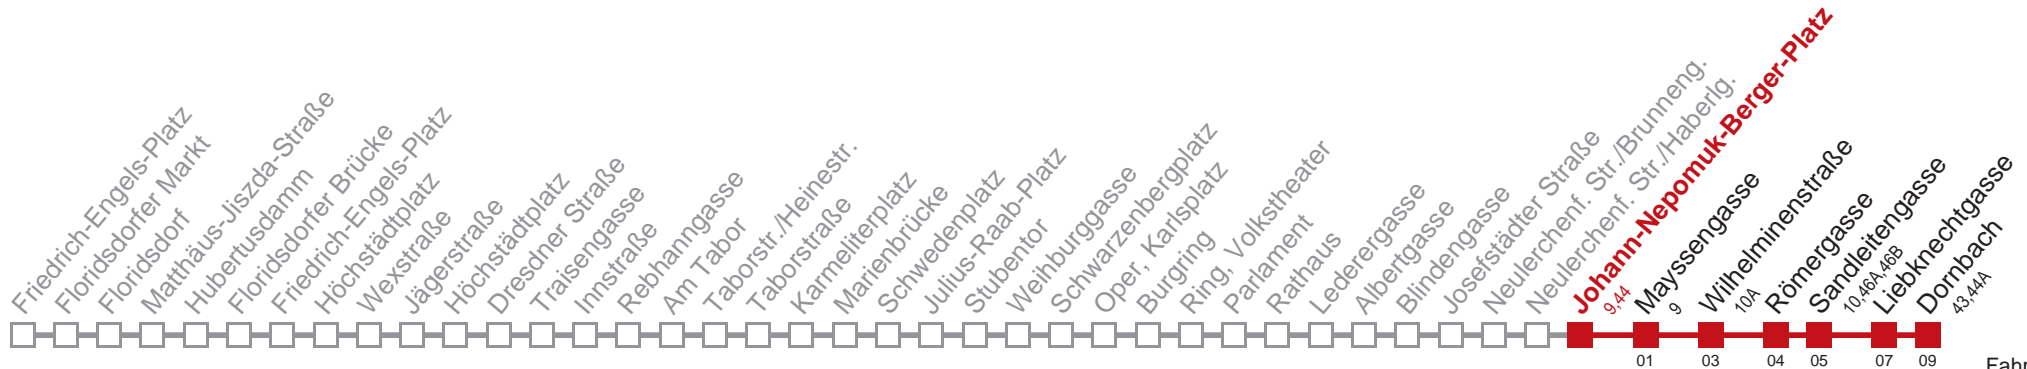 Friedrich-Engels-Platz
Floridsdorfer Markt
Floridsdorf
Matthäus-Jiszda-Straße
Hubertusdamm
Floridsdorfer Brücke
Friedrich-Engels-Platz
Höchstädtplatz
Wexstraße
Jägerstraße
Höchstädtplatz
Dresdner Straße
Traisengasse
Innstraße
Rebhanngasse
Am Tabor
Taborstr./Heinestr.
Taborstraße
Karmeliterplatz
Marienbrücke
Schwedenplatz
Julius-Raab-Platz
Stubentor
Weihburggasse
Schwarzenbergplatz
Oper, Karlsplatz
Burgring
Ring, Volkstheater
Parlament
Rathaus
Lederergasse
Albertgasse
Blindengasse
Josefstädter Straße
Neulerchenf. Str./Brunneng.
Neulerchenf. Str./Haberlg.
Johann-Nepomuk-Berger-Platz
9,44
Mayssengasse
9
Wilhelminenstraße
10A
Römergasse
Sandleitengasse
10,46A,46B
Liebknechtgasse
Dornbach
43,44A
01 03 04 05 07 09
Fahr